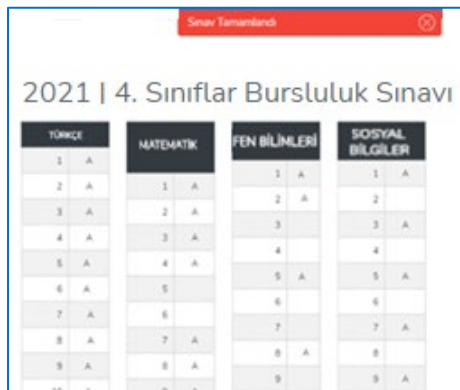 Sınav Tamamlandı
2021 | 4. Sınıflar Bursluluk Sınavı
TÜRKÇE
1 A
2 A
3 A
4 A
5 A
6 A
7 A
8 A
9 A
MATEMATİK
1 A
2 A
3 A
4 A
5
6
7 A
8 A
FEN BİLİMLERİ
1 A
2 A
3
4
5 A
6
7
8 A
9
SOSYAL
BİLGİLER
1 A
2
3 A
4
5 A
6
7 A
8
9 A